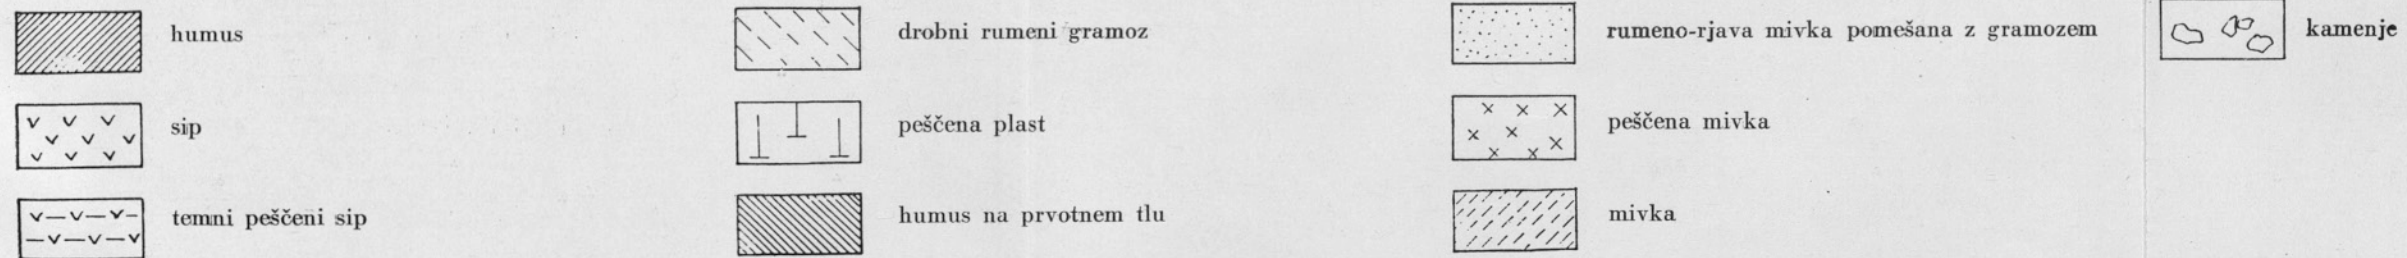 humus
sip
temni peščeni sip
drobni rumeni gramoz
peščena plast
humus na prvotnem tlu
rumeno-rjava mivka pomešana z gramozem
peščena mivka
mivka
kamenje